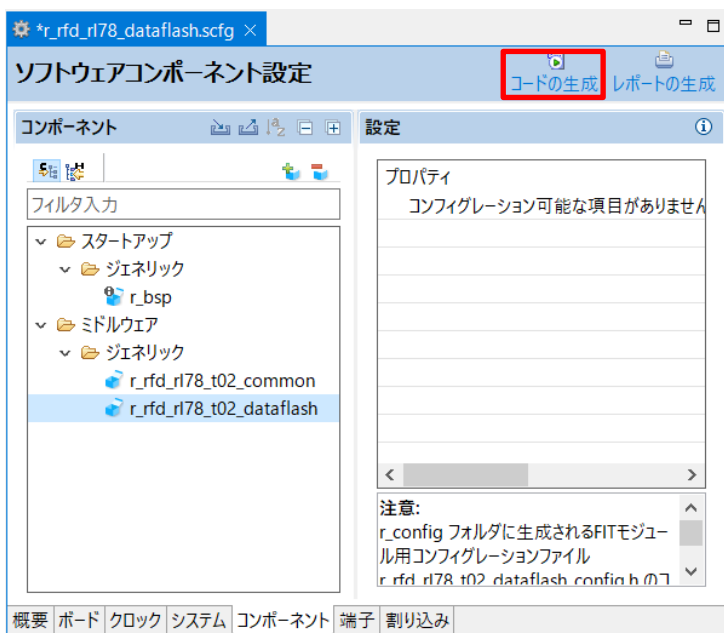 *r_rfd_rl78_dataflash.scfg
ソフトウェアコンポーネント設定
コードの生成 レポートの生成
コンポーネント
設定
フィルタ入力
スタートアップ
ジェネリック
r_bsp
ミドルウェア
ジェネリック
r_rfd_rl78_t02_common
r_rfd_rl78_t02_dataflash
プロパティ
コンフィグレーション可能な項目がありません
注意:
r_config フォルダに生成されるFITモジュー
ル用コンフィグレーションファイル
r_rfd_rl78_t02_dataflash_config.h のコ
概要 ボード クロック システム コンポーネント 端子 割り込み